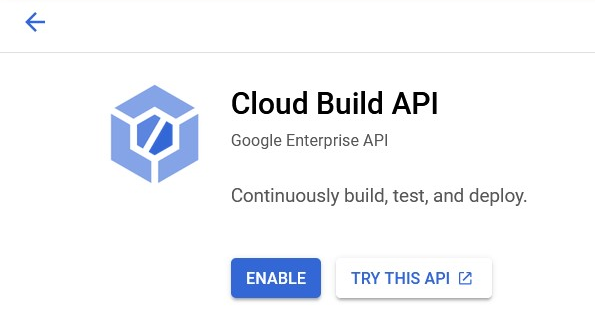 Cloud Build API
Google Enterprise API
Continuously build, test, and deploy.
ENABLE
TRY THIS API